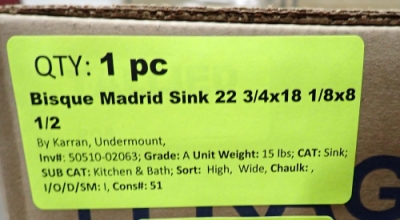 QTY: 1 pc
Bisque Madrid Sink 22 3/4x18 1/8x8
1/2
By Karran, Undermount,
Inv#: 50510-02063; Grade: A Unit Weight: 15 lbs; CAT: Sink;
SUB CAT: Kitchen & Bath; Sort: High, Wide, Chaulk: ,
I/O/D/SM: I, Cons#: 51